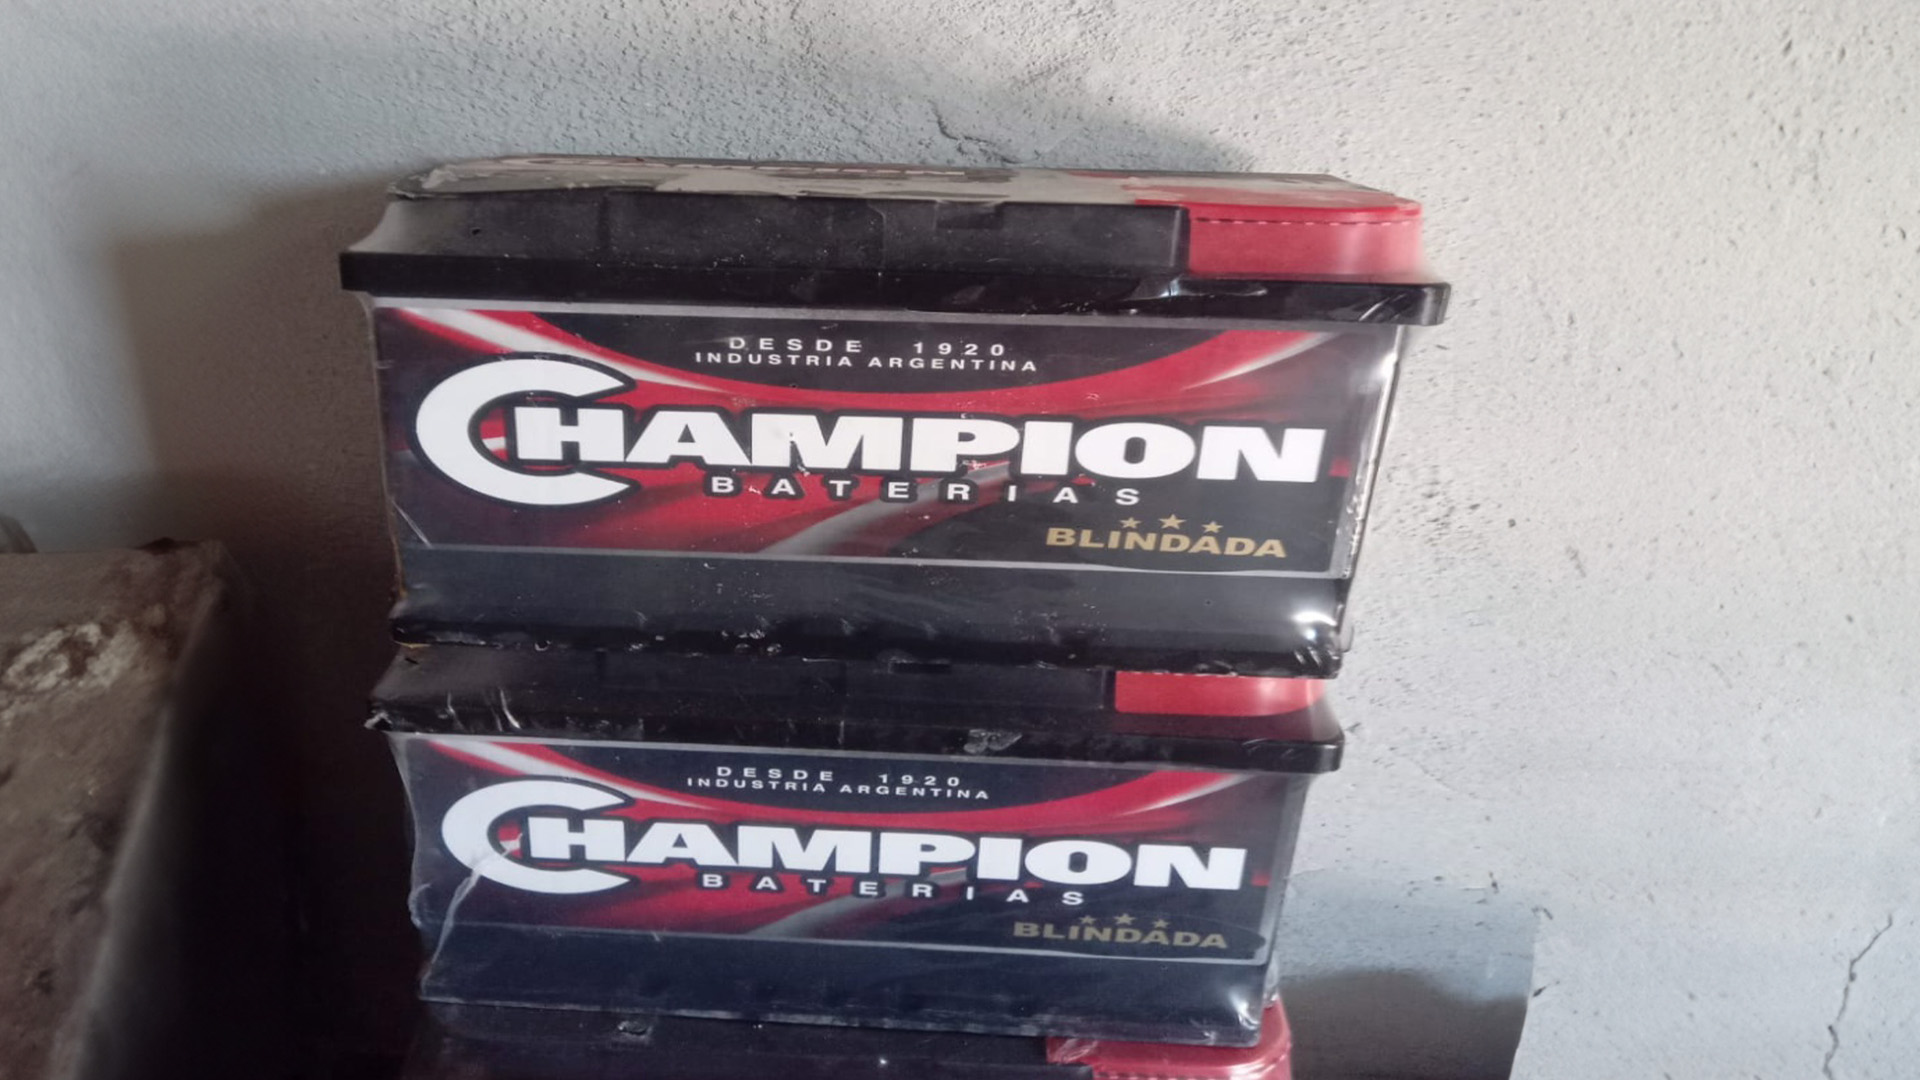 DESDE 1920
INDUSTRIA ARGENTINA
CHAMPION
BATERIAS
BLINDADA
DESDE 1920
INDUSTRIA ARGENTINA
CHAMPION
BATERIAS
BLINDADA